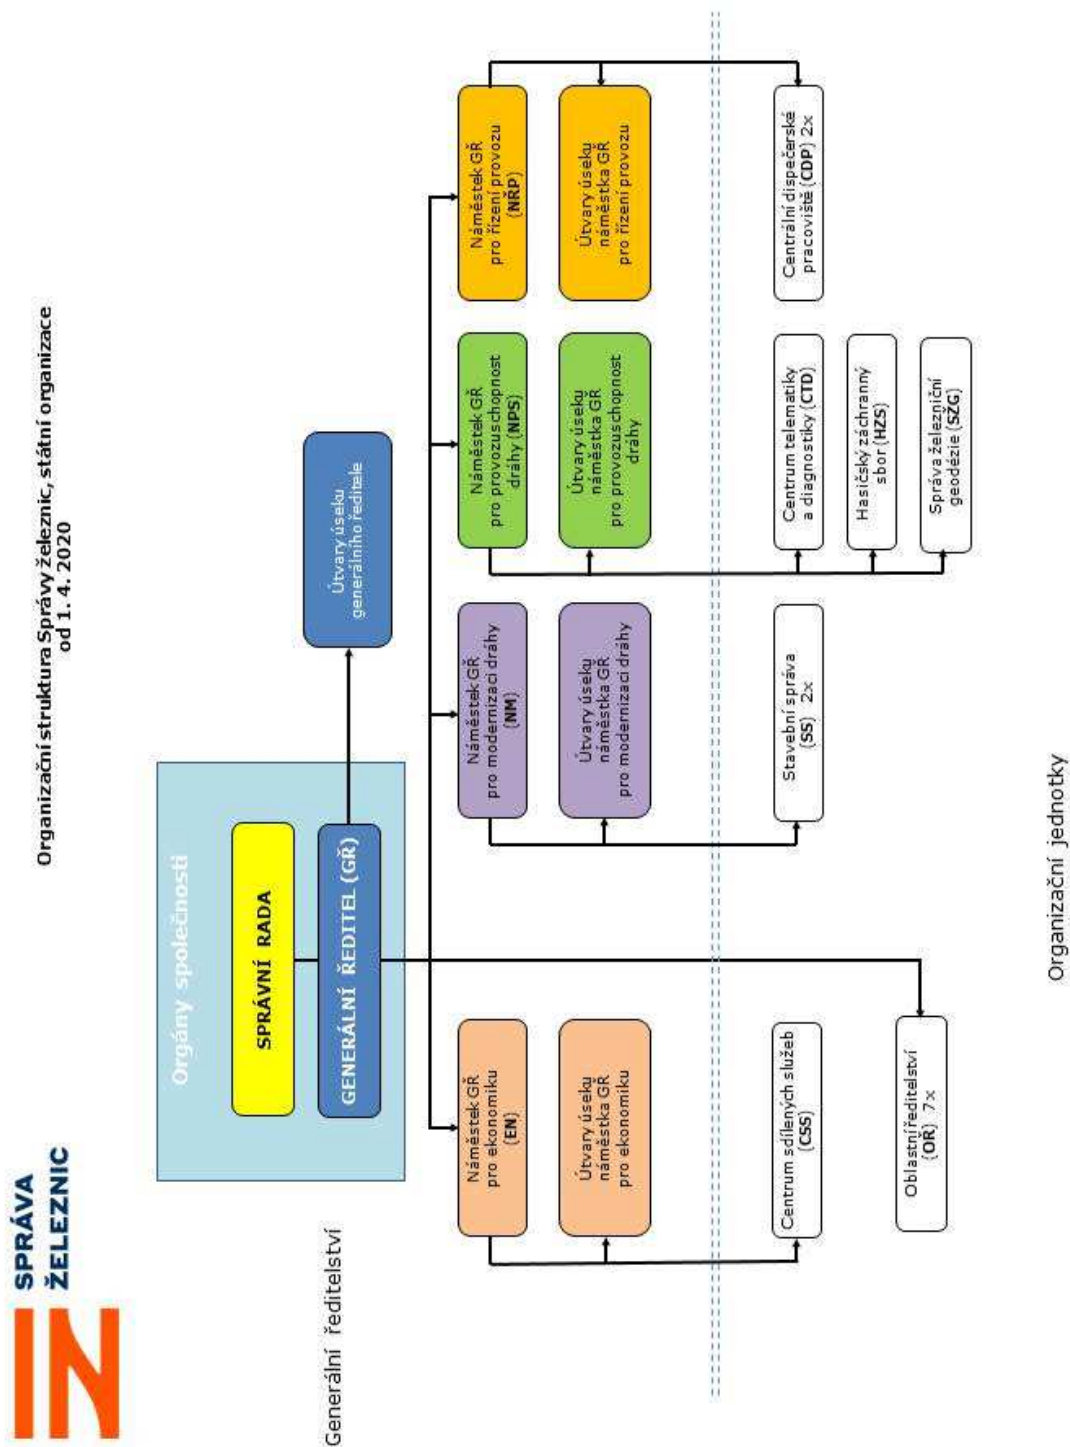 SPRÁVA
ŽELEZNIC
Organizační struktura Správy železnic, státní organizace
od 1. 4. 2020
Orgány společnosti
SPRÁVNÍ RADA
GENERÁLNÍ ŘEDITEL (GŘ)
Útvary úseku
generálního ředitele
Generální ředitelství
Náměstek GŘ
pro ekonomiku
(EN)
Náměstek GŘ
pro modernizaci dráhy
(NM)
Náměstek GŘ
pro provozuschopnost
dráhy (NPS)
Náměstek GŘ
pro řízení provozu
(NŘP)
Útvary úseku
náměstka GŘ
pro ekonomiku
Útvary úseku
náměstka GŘ
pro modernizaci dráhy
Útvary úseku
náměstka GŘ
pro provozuschopnost
dráhy
Útvary úseku
náměstka GŘ
pro řízení provozu
Centrum sdílených služeb
(CSS)
Stavební správa
(SS) 2x
Centrum telematiky
a diagnostiky (CTD)
Centrální dispečerské
pracoviště (CDP) 2x
Hasičský záchranný
sbor (HZS)
Oblastní ředitelství
(OŘ) 7x
Správa železniční
geodézie (SŽG)
Organizační jednotky